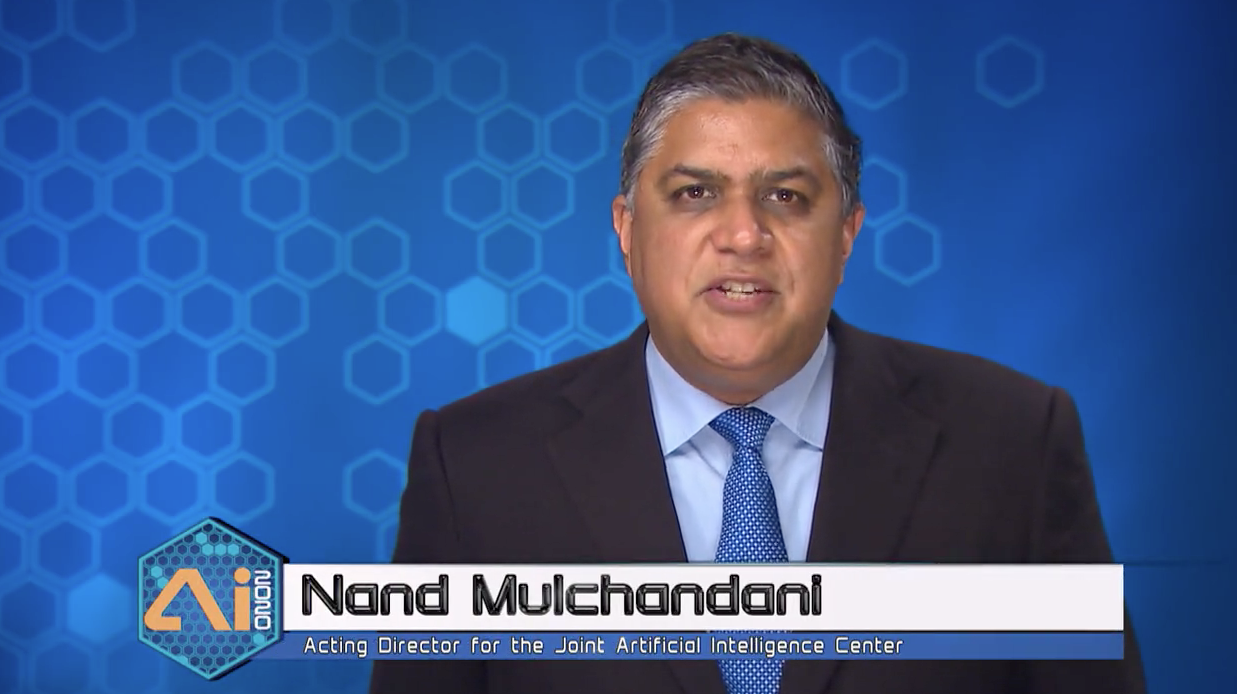 Ai 2020
Nand Mulchandani
Acting Director for the Joint Artificial Intelligence Center